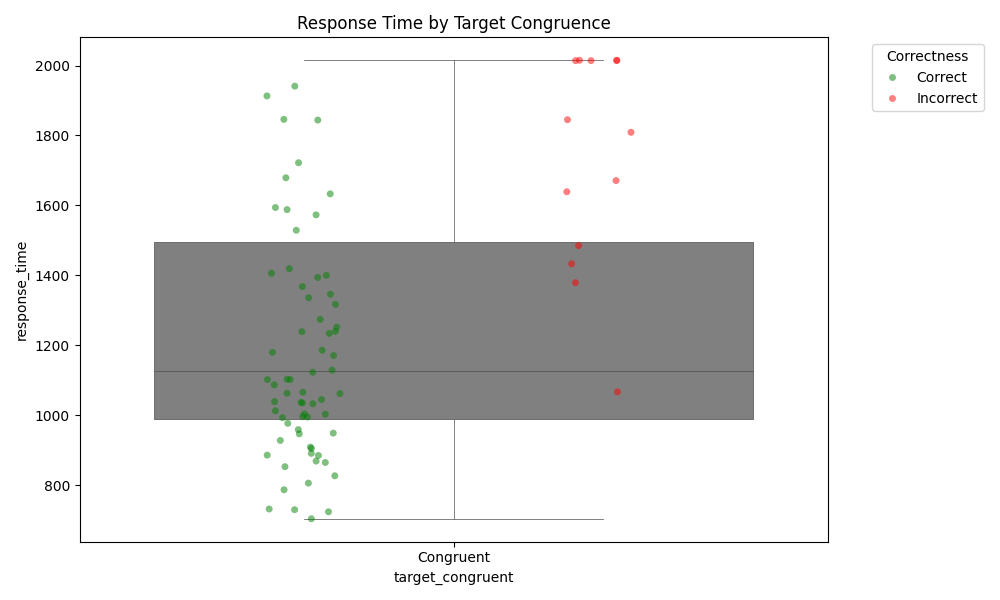 Response Time by Target Congruence
Correctness
Correct
Incorrect
response_time
2000
1800
1600
1400
1200
1000
800
Congruent
target_congruent